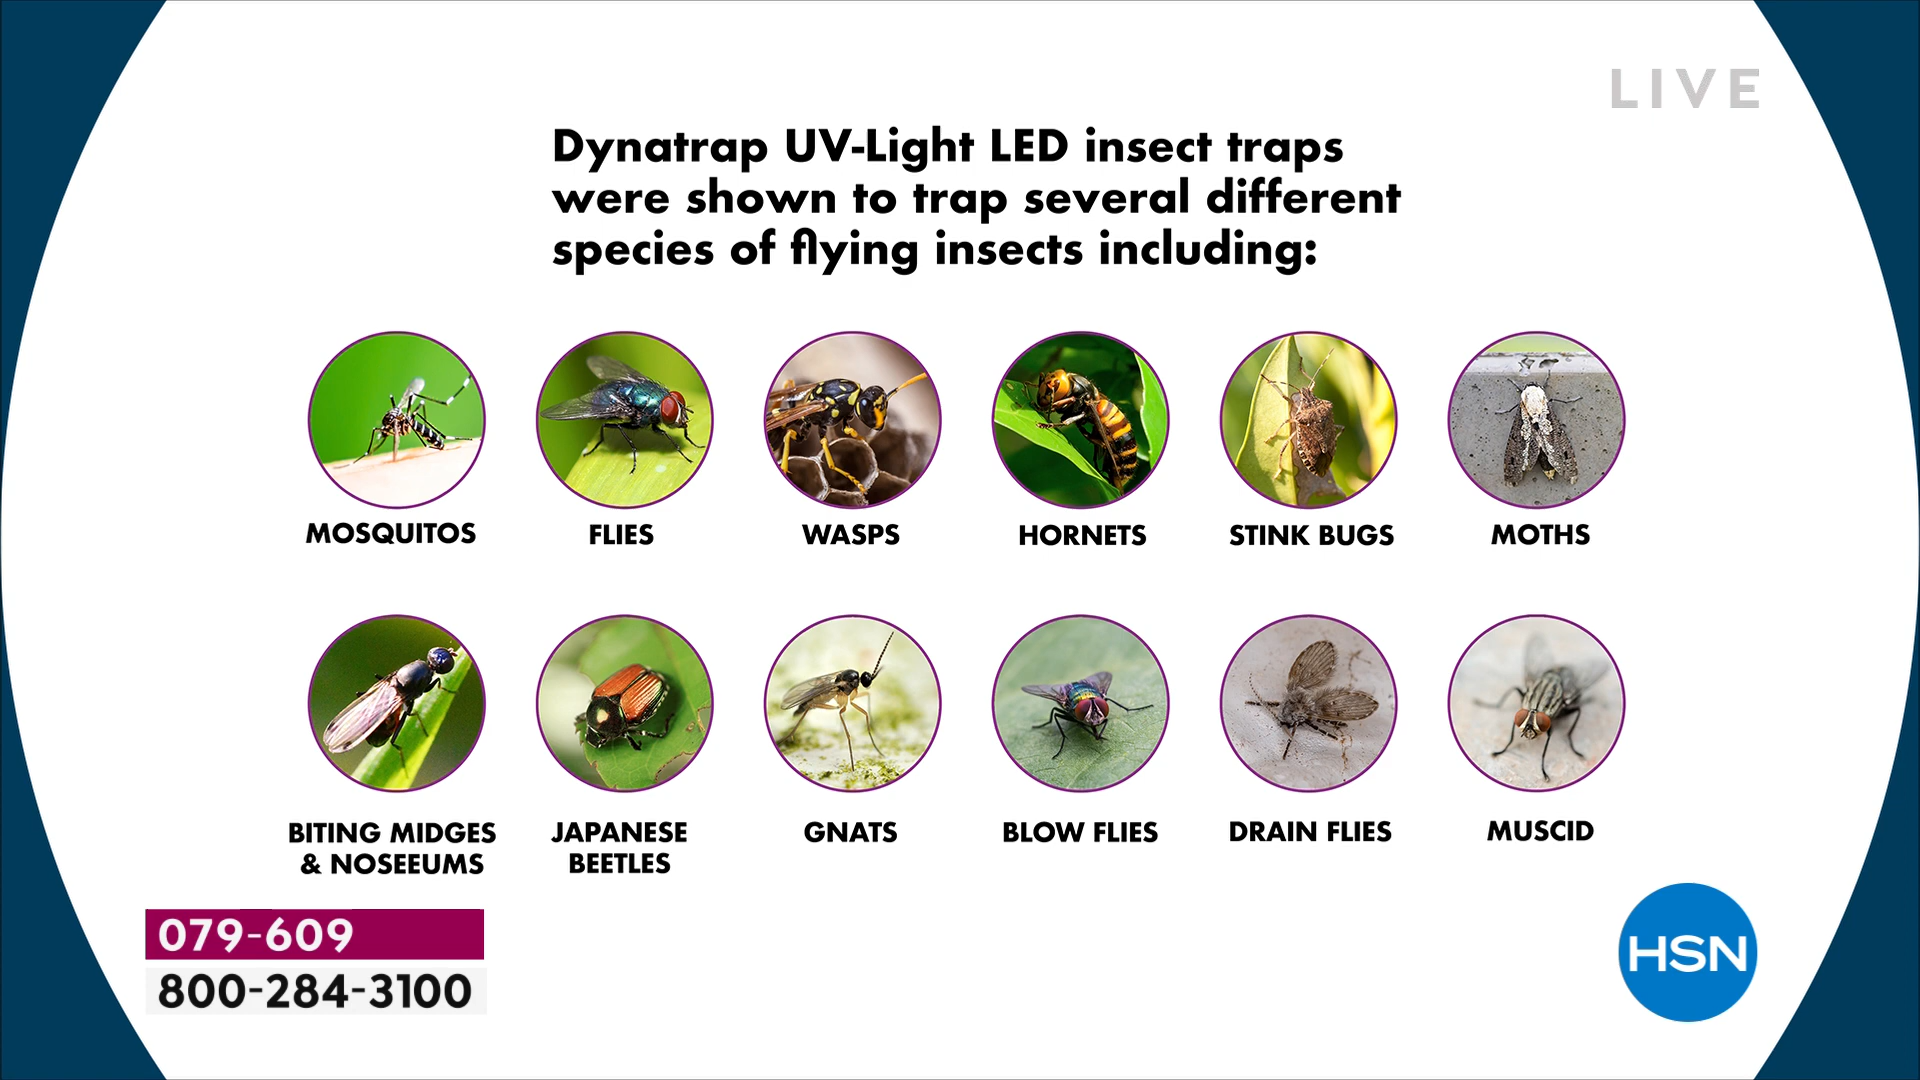 LIVE
Dynatrap UV-Light LED insect traps
were shown to trap several different
species of flying insects including:
MOSQUITOS
FLIES
WASPS
HORNETS
STINK BUGS
MOTHS
BITING MIDGES
& NOSEEUMS
JAPANESE
BEETLES
GNATS
BLOW FLIES
DRAIN FLIES
MUSCID
079-609
800-284-3100
HSN